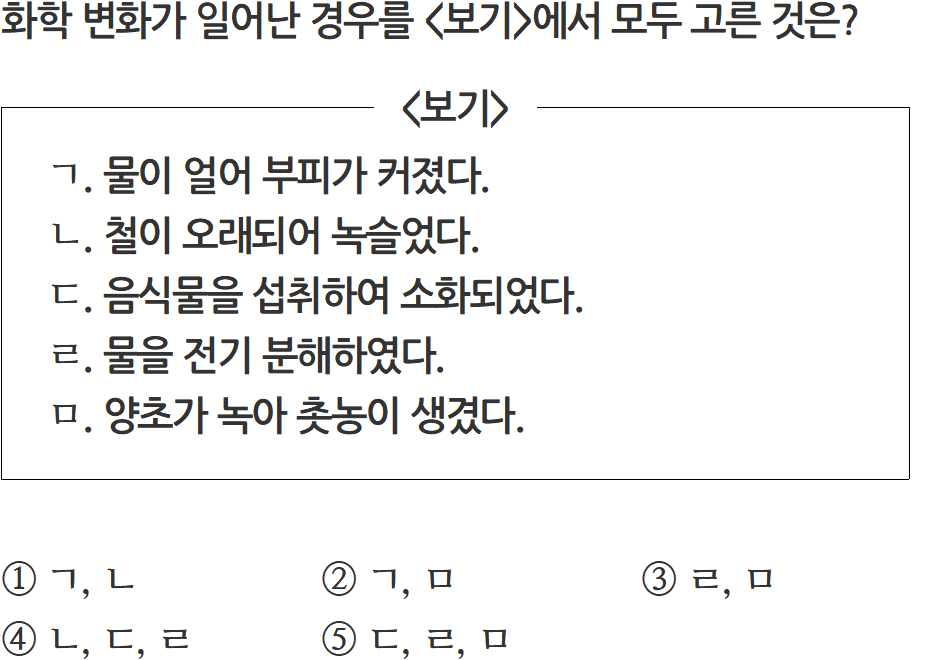 화학 변화가 일어난 경우를 <보기>에서 모두 고른 것은?
<보기>
ㄱ. 물이 얼어 부피가 커졌다.
ㄴ. 철이 오래되어 녹슬었다.
ㄷ. 음식물을 섭취하여 소화되었다.
ㄹ. 물을 전기 분해하였다.
ㅁ. 양초가 녹아 촛농이 생겼다.
① ㄱ, ㄴ ② ㄱ, ㅁ ③ ㄹ, ㅁ
④ ㄴ, ㄷ, ㄹ ⑤ ㄷ, ㄹ, ㅁ